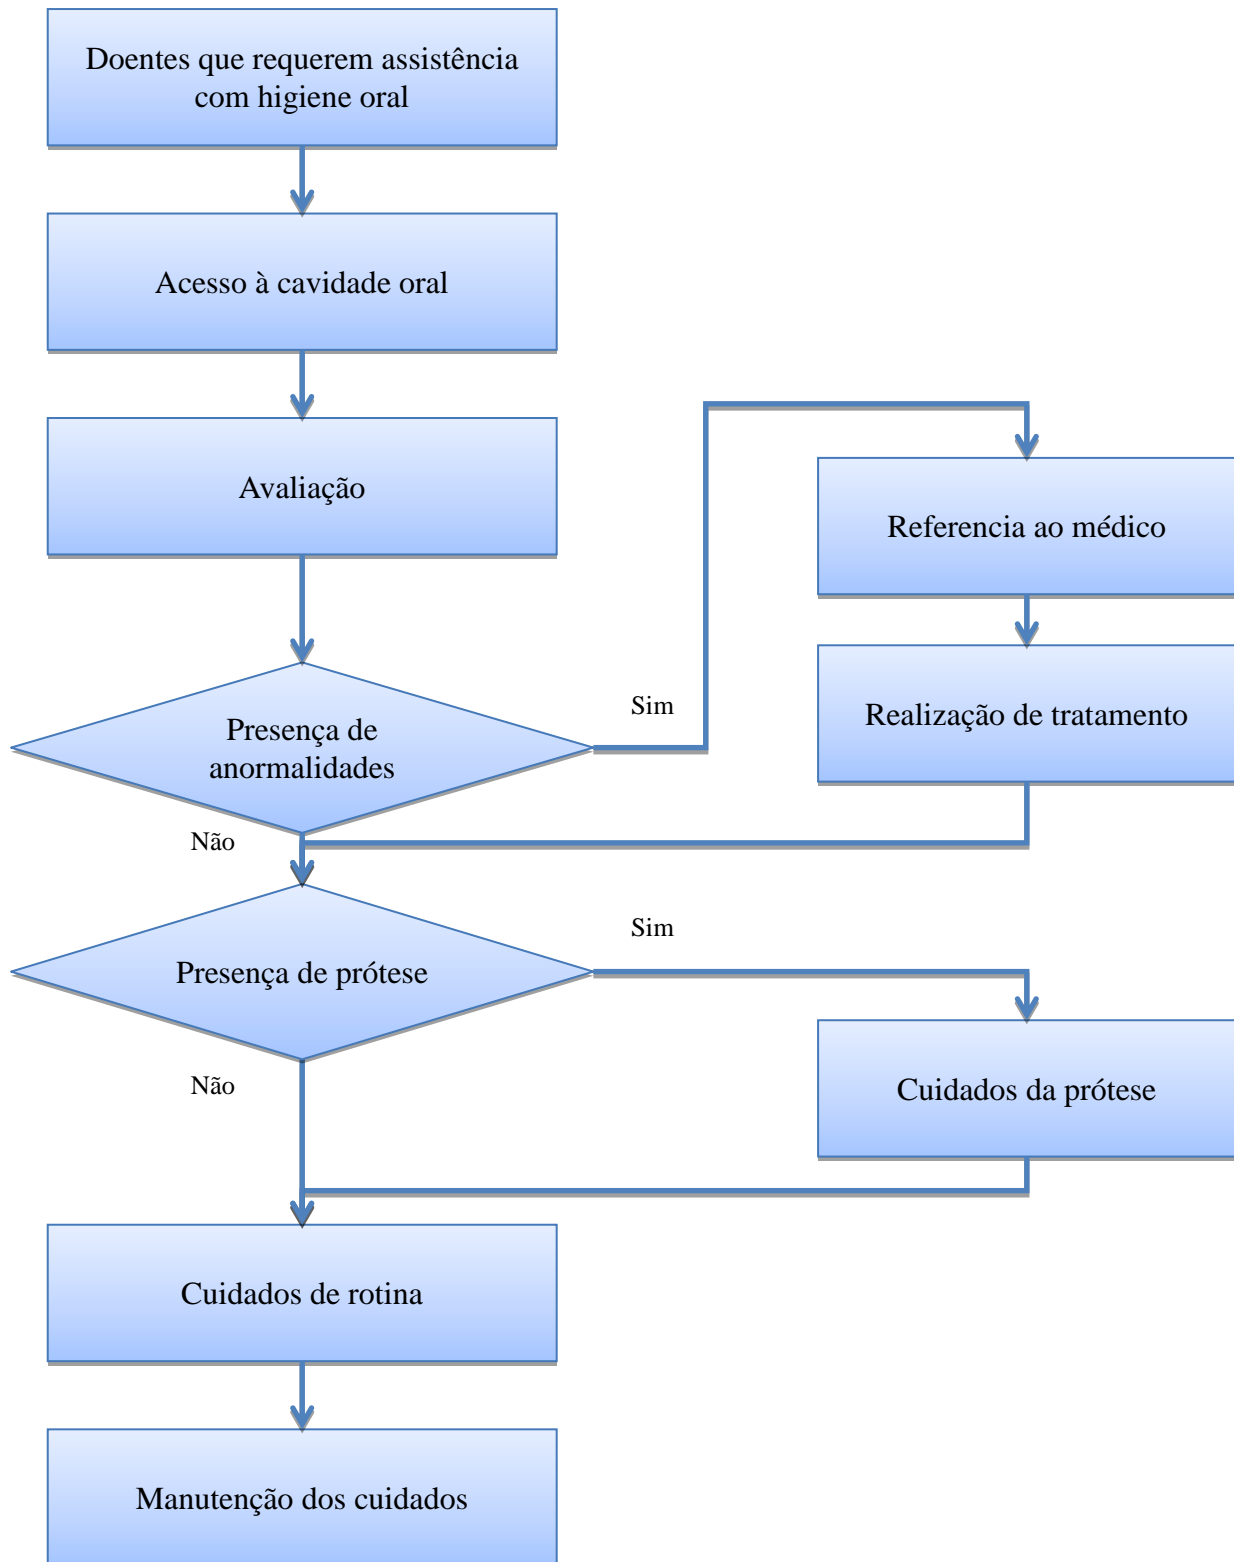 Doentes que requerem assistência
com higiene oral
Acesso à cavidade oral
Avaliação
Referencia ao médico
Realização de tratamento
Sim
Presença de
anormalidades
Não
Sim
Presença de prótese
Não
Cuidados da prótese
Cuidados de rotina
Manutenção dos cuidados